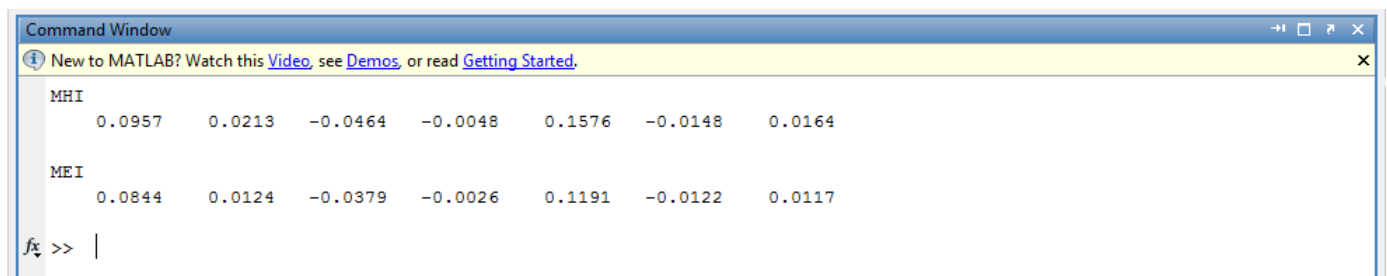 Command Window
New to MATLAB? Watch this Video, see Demos, or read Getting Started.
MHI
0.0957 0.0213 -0.0464 -0.0048 0.1576 -0.0148 0.0164
MEI
0.0844 0.0124 -0.0379 -0.0026 0.1191 -0.0122 0.0117
fx >>